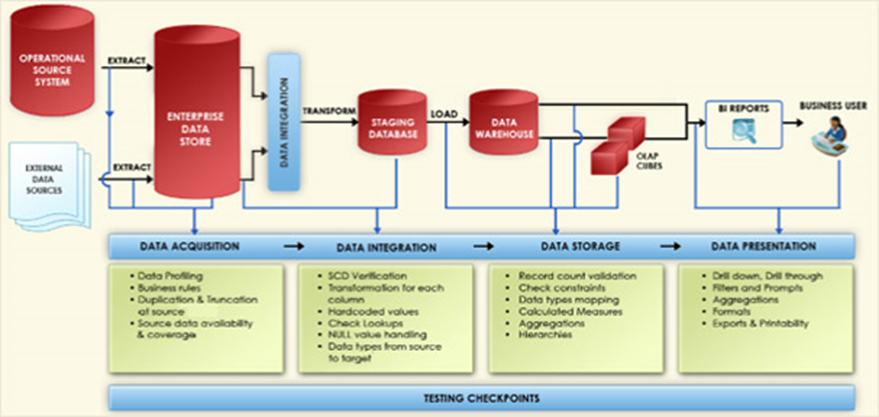 OPERATIONAL
SOURCE
SYSTEM
EXTRACT
ENTERPRISE
DATA
STORE
DATA INTEGRATION
TRANSFORM
STAGING
DATABASE
LOAD
DATA
WAREHOUSE
OLAP
CUBES
BI REPORTS
BUSINESS USER
EXTERNAL
DATA
SOURCES
EXTRACT
DATA ACQUISITION
DATA INTEGRATION
DATA STORAGE
DATA PRESENTATION
• Data Profiling
• Business rules
• Duplication & Truncation
at source
• Source data availability
& coverage
• SCD Verification
• Transformation for each
column
• Hardcoded values
• Check Lookups
• NULL value handling
• Data types from source
to target
• Record count validation
• Check constraints
• Data types mapping
• Calculated Measures
• Aggregations
• Hierarchies
• Drill down, Drill through
• Filters and Prompts
• Aggregations
• Formats
• Exports & Printability
TESTING CHECKPOINTS